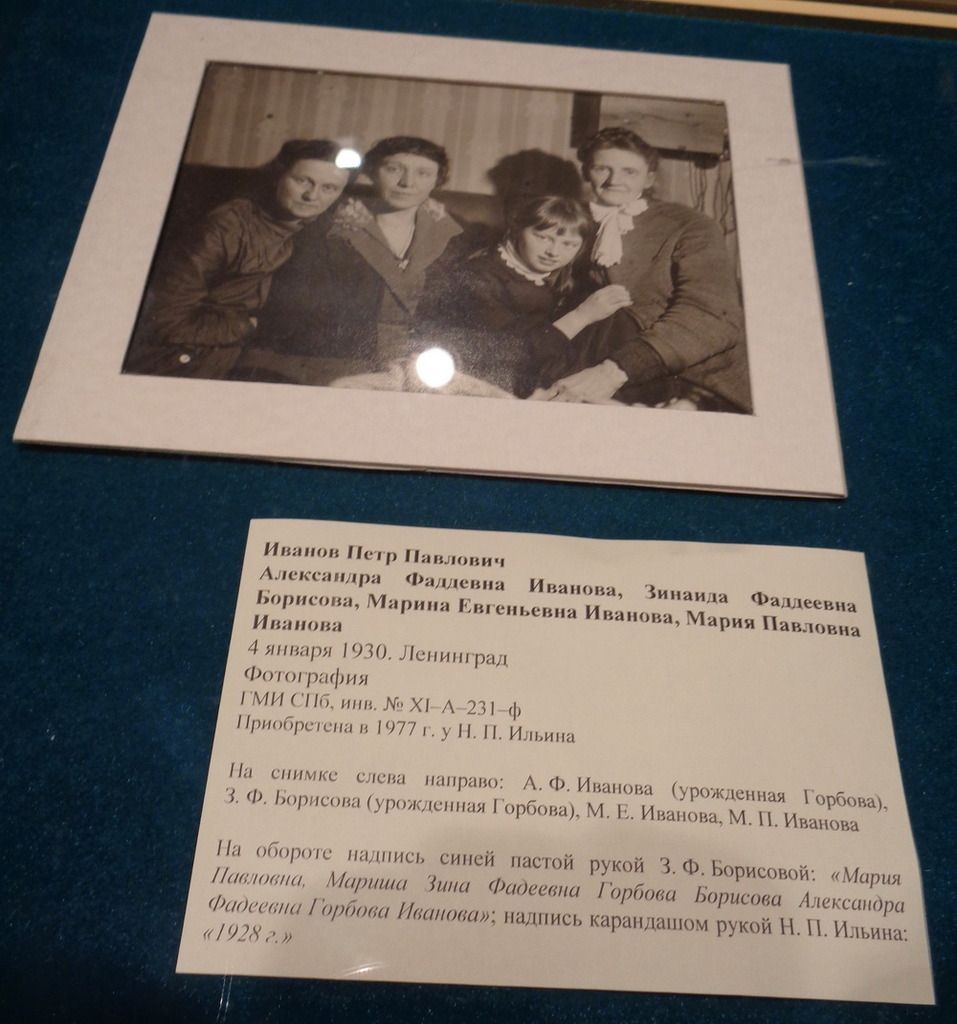 Иванов Петр Павлович
Александра Фаддевна Иванова, Зинаида Фаддеевна
Борисова, Марина Евгеньевна Иванова, Мария Павловна
Иванова
4 января 1930. Ленинград
Фотография
ГМИ СПб, инв. № XI–А–231–ф
Приобретена в 1977 г. у Н. П. Ильина
На снимке слева направо: А. Ф. Иванова (урожденная Горбова),
З. Ф. Борисова (урожденная Горбова), М. Е. Иванова, М. П. Иванова
На обороте надпись синей пастой рукой З. Ф. Борисовой: «Мария
Павловна, Мариша Зина Фадеевна Горбова Борисова Александра
Фадеевна Горбова Иванова»; надпись карандашом рукой Н. П. Ильина:
«1928 г.»